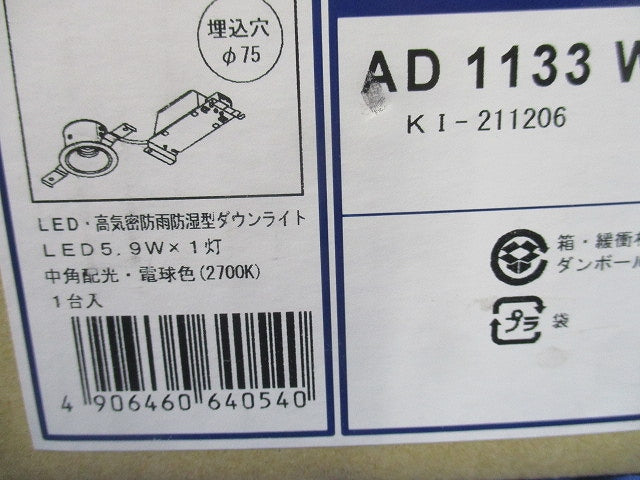 埋込穴
φ75
LED・高気密防雨防湿型ダウンライト
LED5.9W×1灯
中角配光・電球色(2700K)
1台入
4 906460 640540
AD 1133 W
KI-211206
箱・緩衝材
ダンボール
プラ 袋